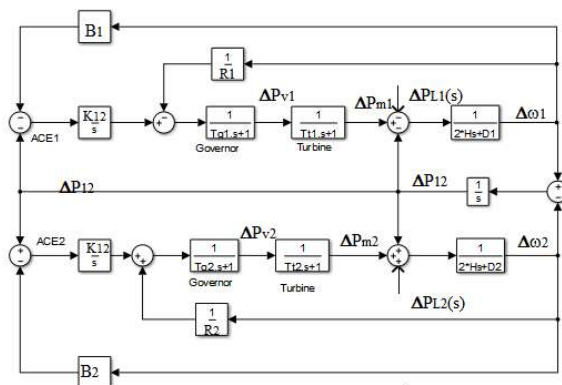 B1
1
R1
ΔPv1
ΔPm1
ΔPL1(s)
Δω1
K12
s
1
Tg1.s+1
1
Tt1.s+1
1
2*Hs+D1
ACE1
Governor
Turbine
ΔP12
ΔP12
1
s
ACE2
K12
s
ΔPv2
ΔPm2
Δω2
1
Tg2.s+1
1
Tt2.s+1
1
2*Hs+D2
Governor
Turbine
1
R2
ΔPL2(s)
B2